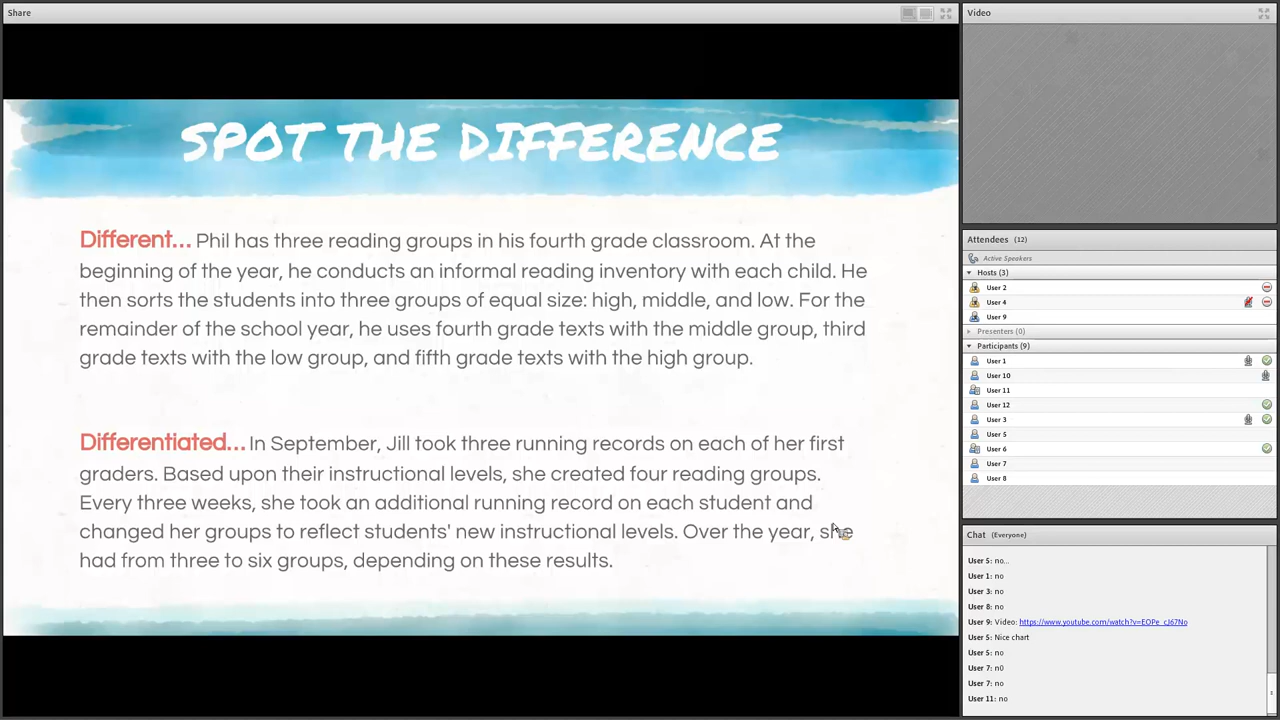 Share
SPOT THE DIFFERENCE
Different... Phil has three reading groups in his fourth grade classroom. At the
beginning of the year, he conducts an informal reading inventory with each child. He
then sorts the students into three groups of equal size: high, middle, and low. For the
remainder of the school year, he uses fourth grade texts with the middle group, third
grade texts with the low group, and fifth grade texts with the high group.
Differentiated... In September, Jill took three running records on each of her first
graders. Based upon their instructional levels, she created four reading groups.
Every three weeks, she took an additional running record on each student and
changed her groups to reflect students' new instructional levels. Over the year, she
had from three to six groups, depending on these results.
Video
Attendees (12)
Active Speakers
Hosts (3)
User 2
User 4
User 9
Presenters (0)
Participants (9)
User 1
User 10
User 11
User 12
User 3
User 5
User 6
User 7
User 8
Chat (Everyone)
User 5: no...
User 1: no
User 3: no
User 8: no
User 9: Video: https://www.youtube.com/watch?v=EOPe_cJ67No
User 5: Nice chart
User 5: no
User 7: n0
User 7: no
User 11: no